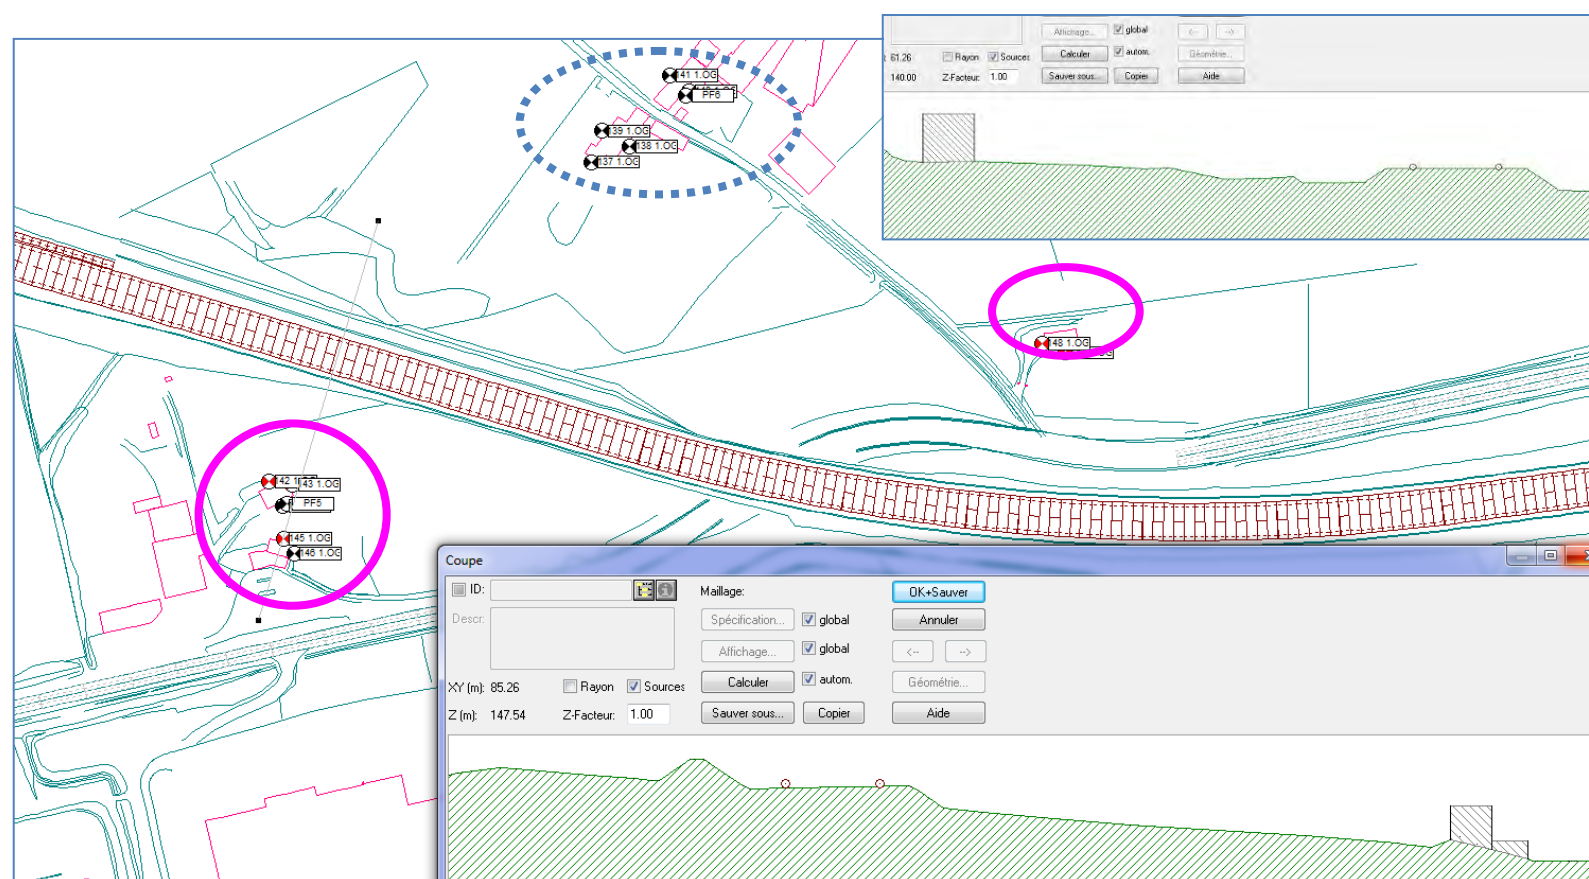 Affichage...
global
<--
-->
61.26
Rayon
Sources
Calculer
autom.
Géométrie...
140.00
Z-Facteur:
1.00
Sauver sous...
Copier
Aide
141 1.OG
PF6
139 1.OG
138 1.OG
137 1.OG
148 1.OG
142 1
43 1.OG
PF5
145 1.OG
146 1.OG
Coupe
ID:
Maillage:
OK+Sauver
Descr:
Spécification...
global
Annuler
Affichage...
global
<--
-->
XY (m):
85.26
Rayon
Sources
Calculer
autom.
Géométrie...
Z (m):
147.54
Z-Facteur:
1.00
Sauver sous...
Copier
Aide